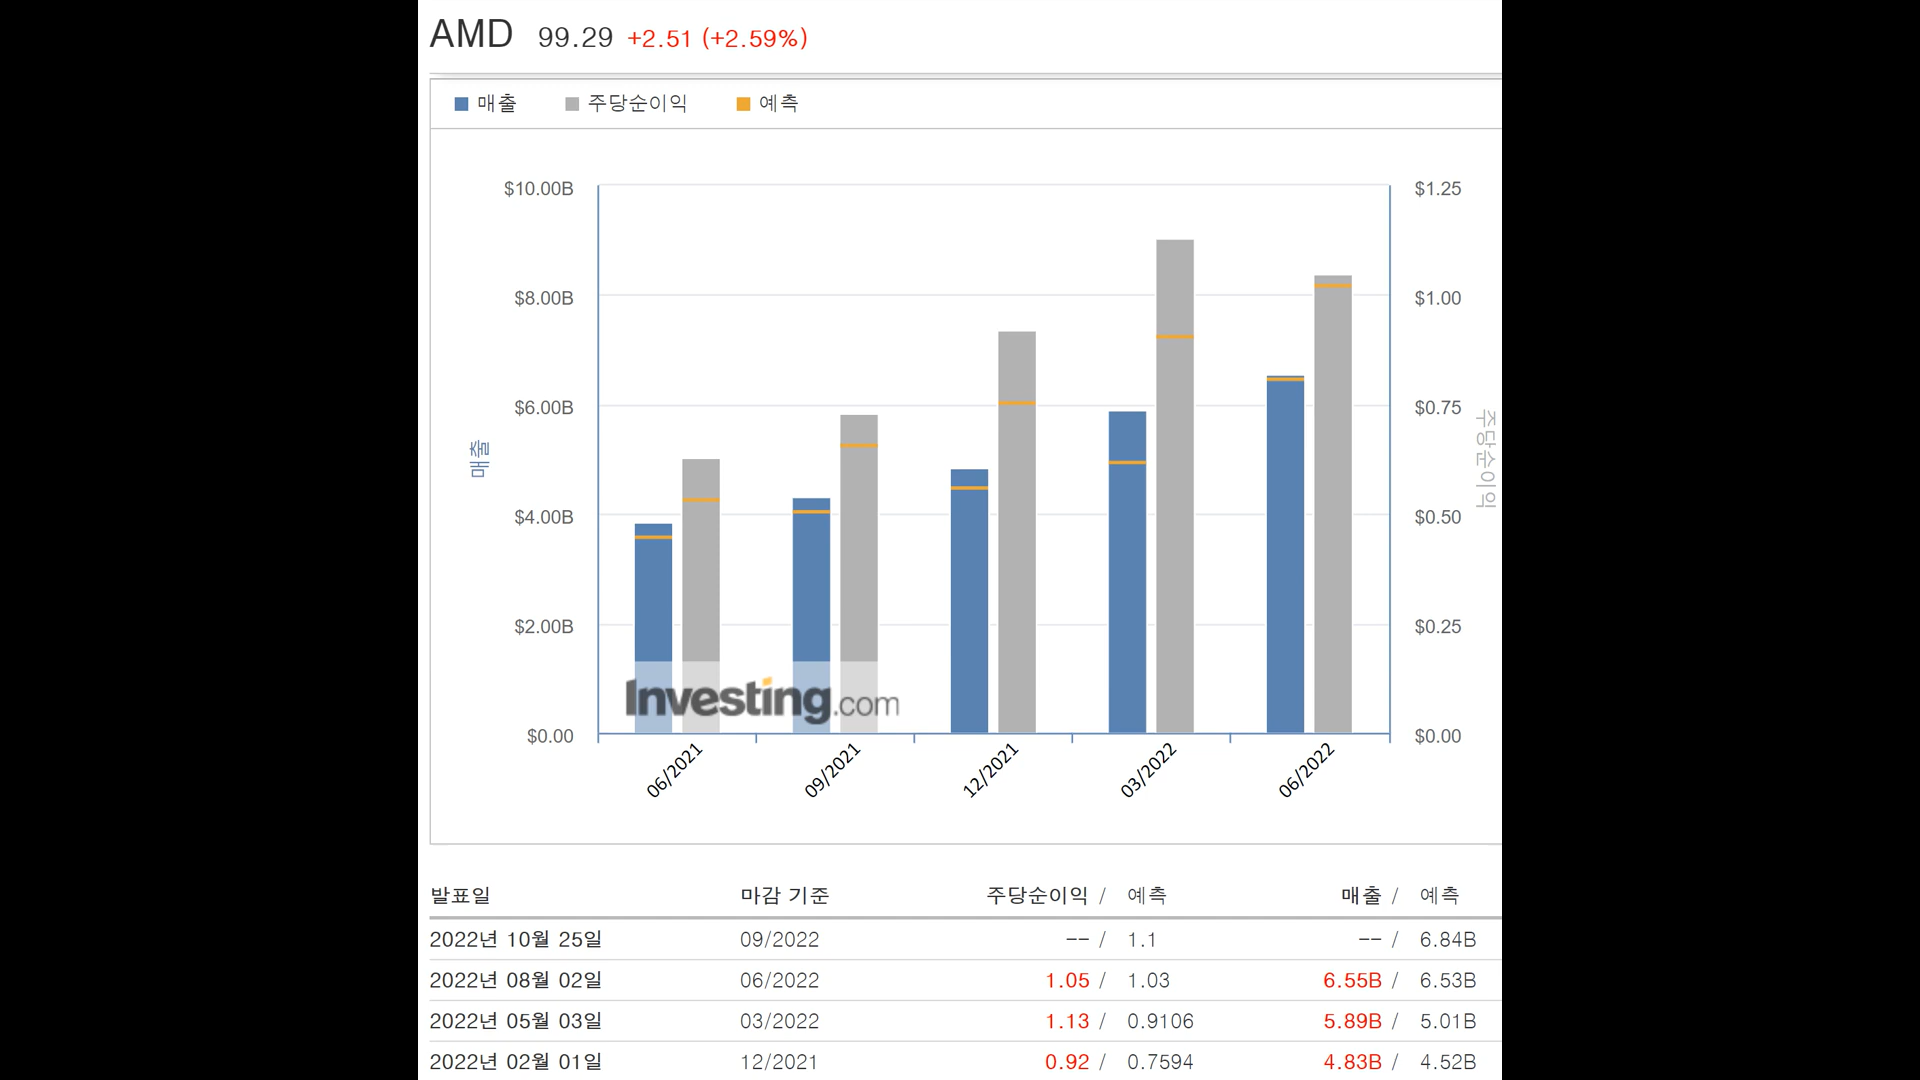 AMD 99.29 +2.51 (+2.59%)
매출 주당순이익 예측
$10.00B $1.25
$8.00B $1.00
$6.00B $0.75
매출 주당순이익
$4.00B $0.50
$2.00B $0.25
Investing.com
$0.00 $0.00
06/2021 09/2021 12/2021 03/2022 06/2022
발표일 마감 기준 주당순이익 / 예측 매출 / 예측
2022년 10월 25일 09/2022 -- / 1.1 -- / 6.84B
2022년 08월 02일 06/2022 1.05 / 1.03 6.55B / 6.53B
2022년 05월 03일 03/2022 1.13 / 0.9106 5.89B / 5.01B
2022년 02월 01일 12/2021 0.92 / 0.7594 4.83B / 4.52B